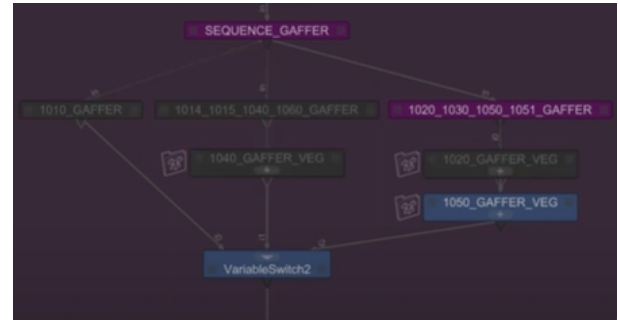 SEQUENCE_GAFFER
1010_GAFFER
1014_1015_1040_1060_GAFFER
1020_1030_1050_1051_GAFFER
1040_GAFFER_VEG
1020_GAFFER_VEG
1050_GAFFER_VEG
VariableSwitch2